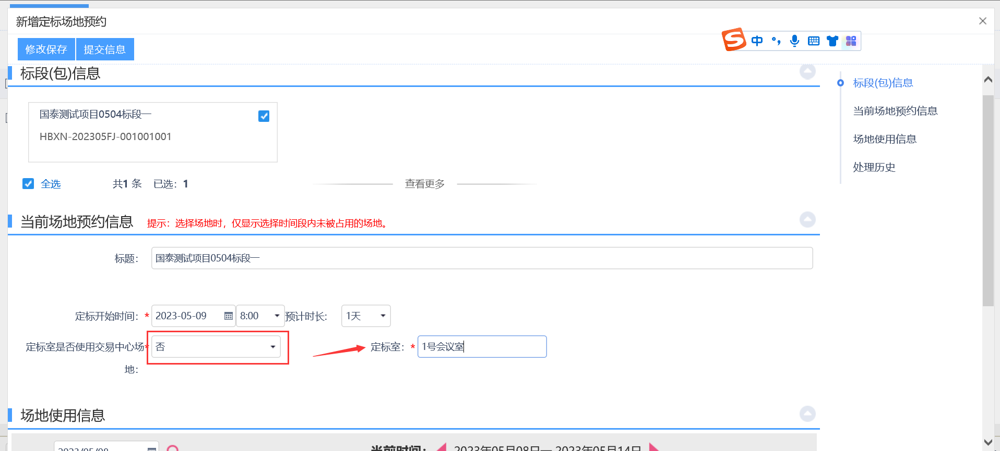 新增定标场地预约
修改保存 提交信息
中
标段(包)信息
国泰测试项目0504标段一
HBXN-202305FJ-001001001
全选 共1 条 已选：1 查看更多
标段(包)信息
当前场地预约信息
场地使用信息
处理历史
当前场地预约信息 提示：选择场地时，仅显示选择时间段内未被占用的场地。
标题： 国泰测试项目0504标段一
定标开始时间：* 2023-05-09 8:00 预计时长： 1天
定标室是否使用交易中心场* 否 定标室：* 1号会议室
地：
场地使用信息
2023/05/08 当前时间： 2023年05月08日— 2023年05月14日